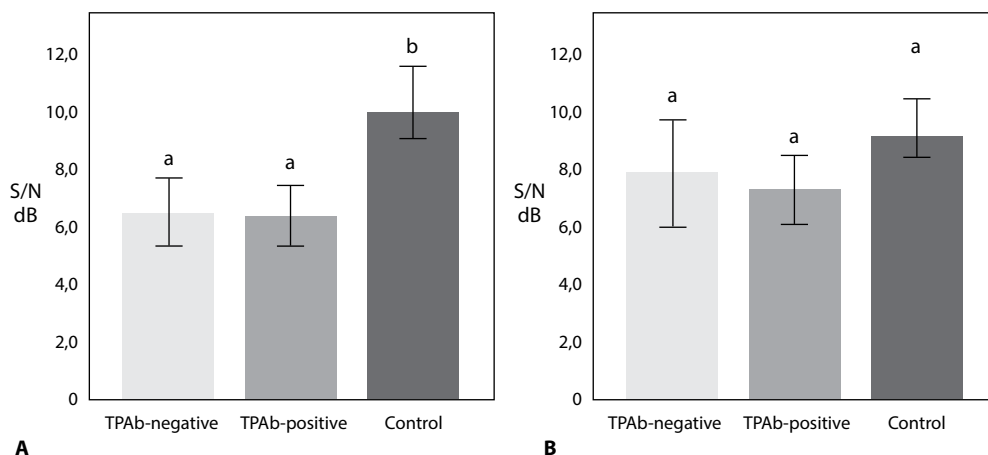 12,0
10,0
8,0
6,0
4,0
2,0
0
S/N
dB
a
a
b
TPAb-negative
TPAb-positive
Control
A
12,0
10,0
8,0
6,0
4,0
2,0
0
S/N
dB
a
a
a
TPAb-negative
TPAb-positive
Control
B